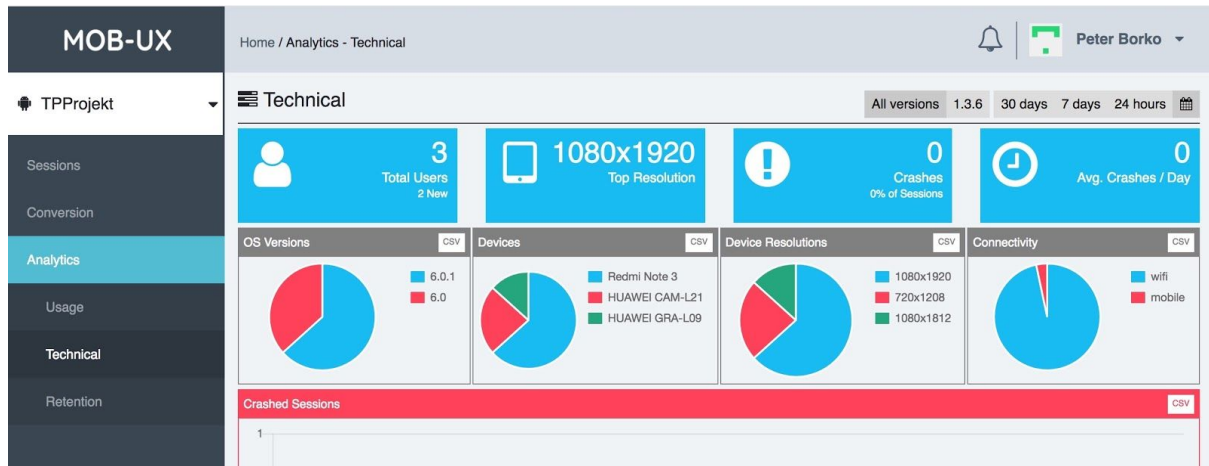 MOB-UX
Home / Analytics - Technical
Peter Borko
TPProjekt
Technical
All versions 1.3.6 30 days 7 days 24 hours
Sessions
Conversion
Analytics
Usage
Technical
Retention
3
Total Users
2 New
1080x1920
Top Resolution
0
Crashes
0% of Sessions
0
Avg. Crashes / Day
OS Versions CSV
6.0.1
6.0
Devices CSV
Redmi Note 3
HUAWEI CAM-L21
HUAWEI GRA-L09
Device Resolutions CSV
1080x1920
720x1208
1080x1812
Connectivity CSV
wifi
mobile
Crashed Sessions CSV
1